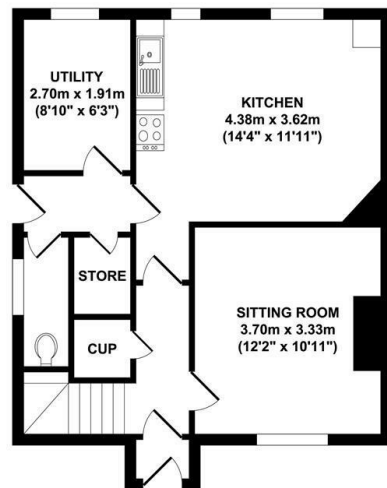 UTILITY
2.70m x 1.91m
(8'10" x 6'3")
KITCHEN
4.38m x 3.62m
(14'4" x 11'11")
STORE
CUP
SITTING ROOM
3.70m x 3.33m
(12'2" x 10'11")